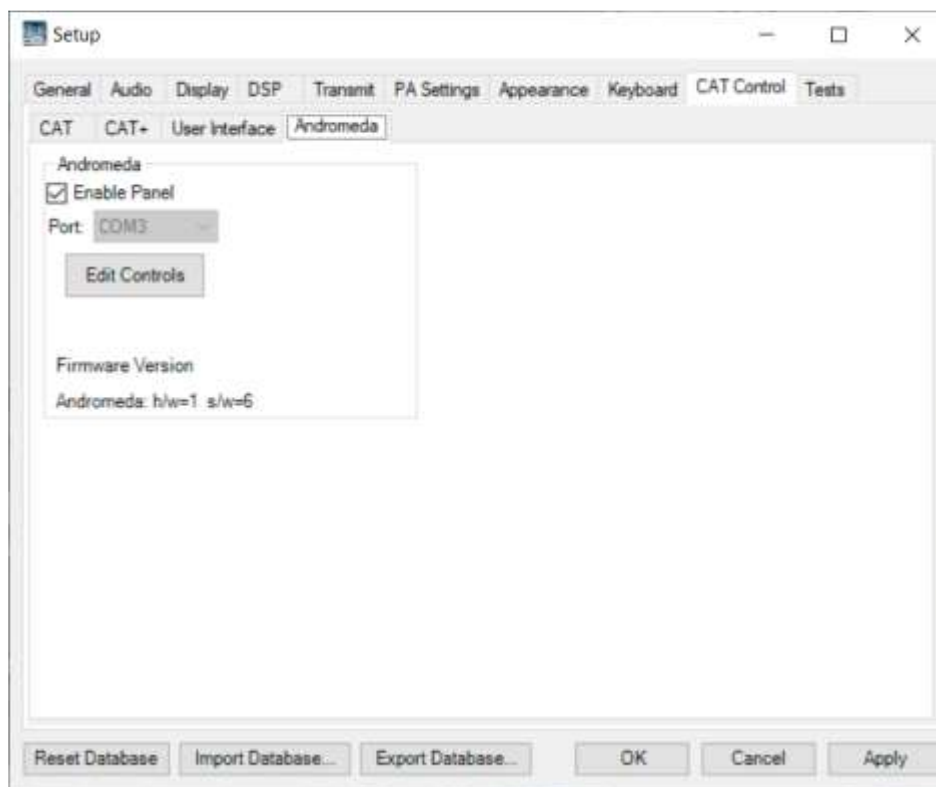 Setup
General Audio Display DSP Transmit PA Settings Appearance Keyboard CAT Control Tests
CAT CAT+ User Interface Andromeda
Andromeda
Enable Panel
Port: COM3
Edit Controls
Firmware Version
Andromeda: h/w=1 s/w=6
Reset Database Import Database... Export Database... OK Cancel Apply